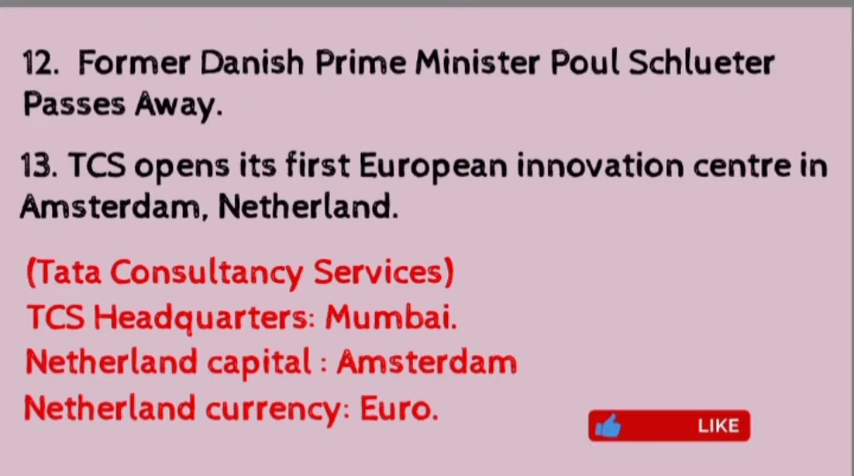 12. Former Danish Prime Minister Poul Schlueter
Passes Away.
13. TCS opens its first European innovation centre in
Amsterdam, Netherland.
(Tata Consultancy Services)
TCS Headquarters: Mumbai.
Netherland capital : Amsterdam
Netherland currency: Euro.
LIKE